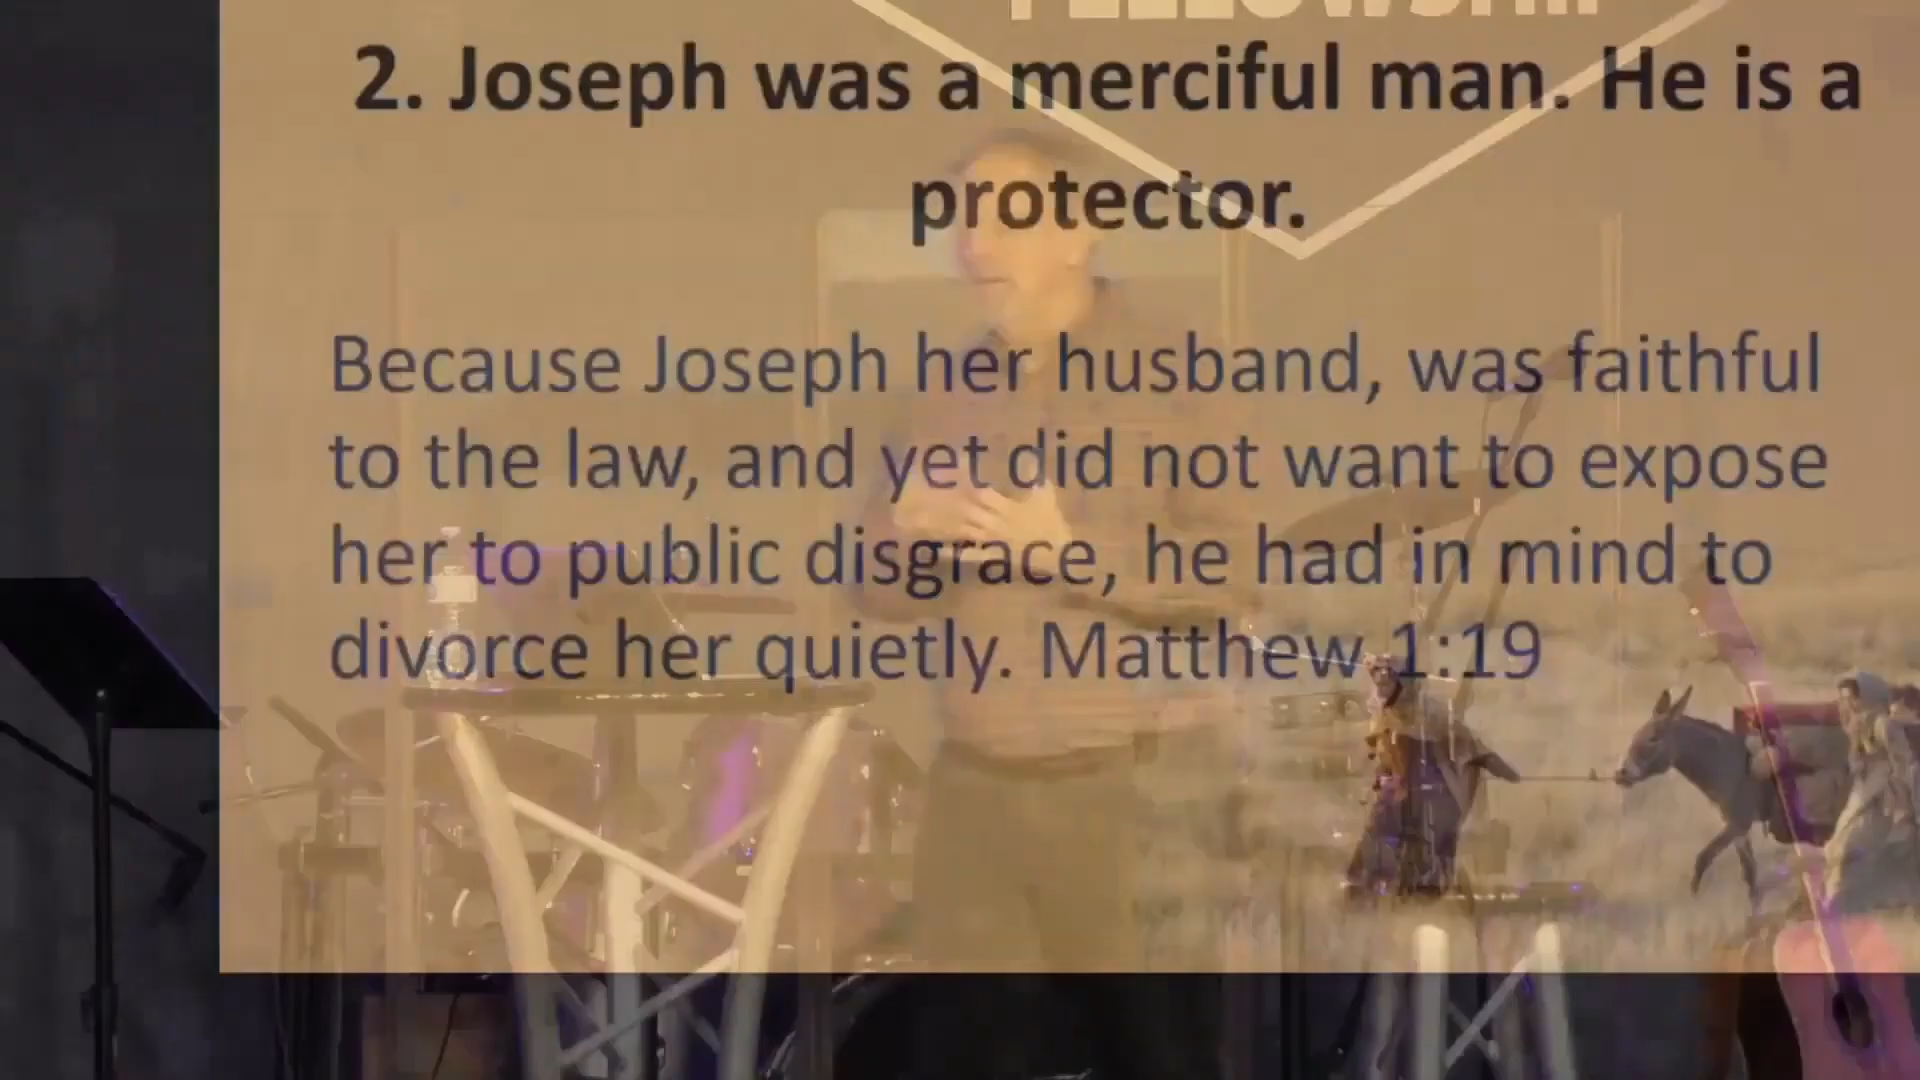 FELLOWSHIP
2. Joseph was a merciful man. He is a
protector.
Because Joseph her husband, was faithful
to the law, and yet did not want to expose
her to public disgrace, he had in mind to
divorce her quietly. Matthew 1:19